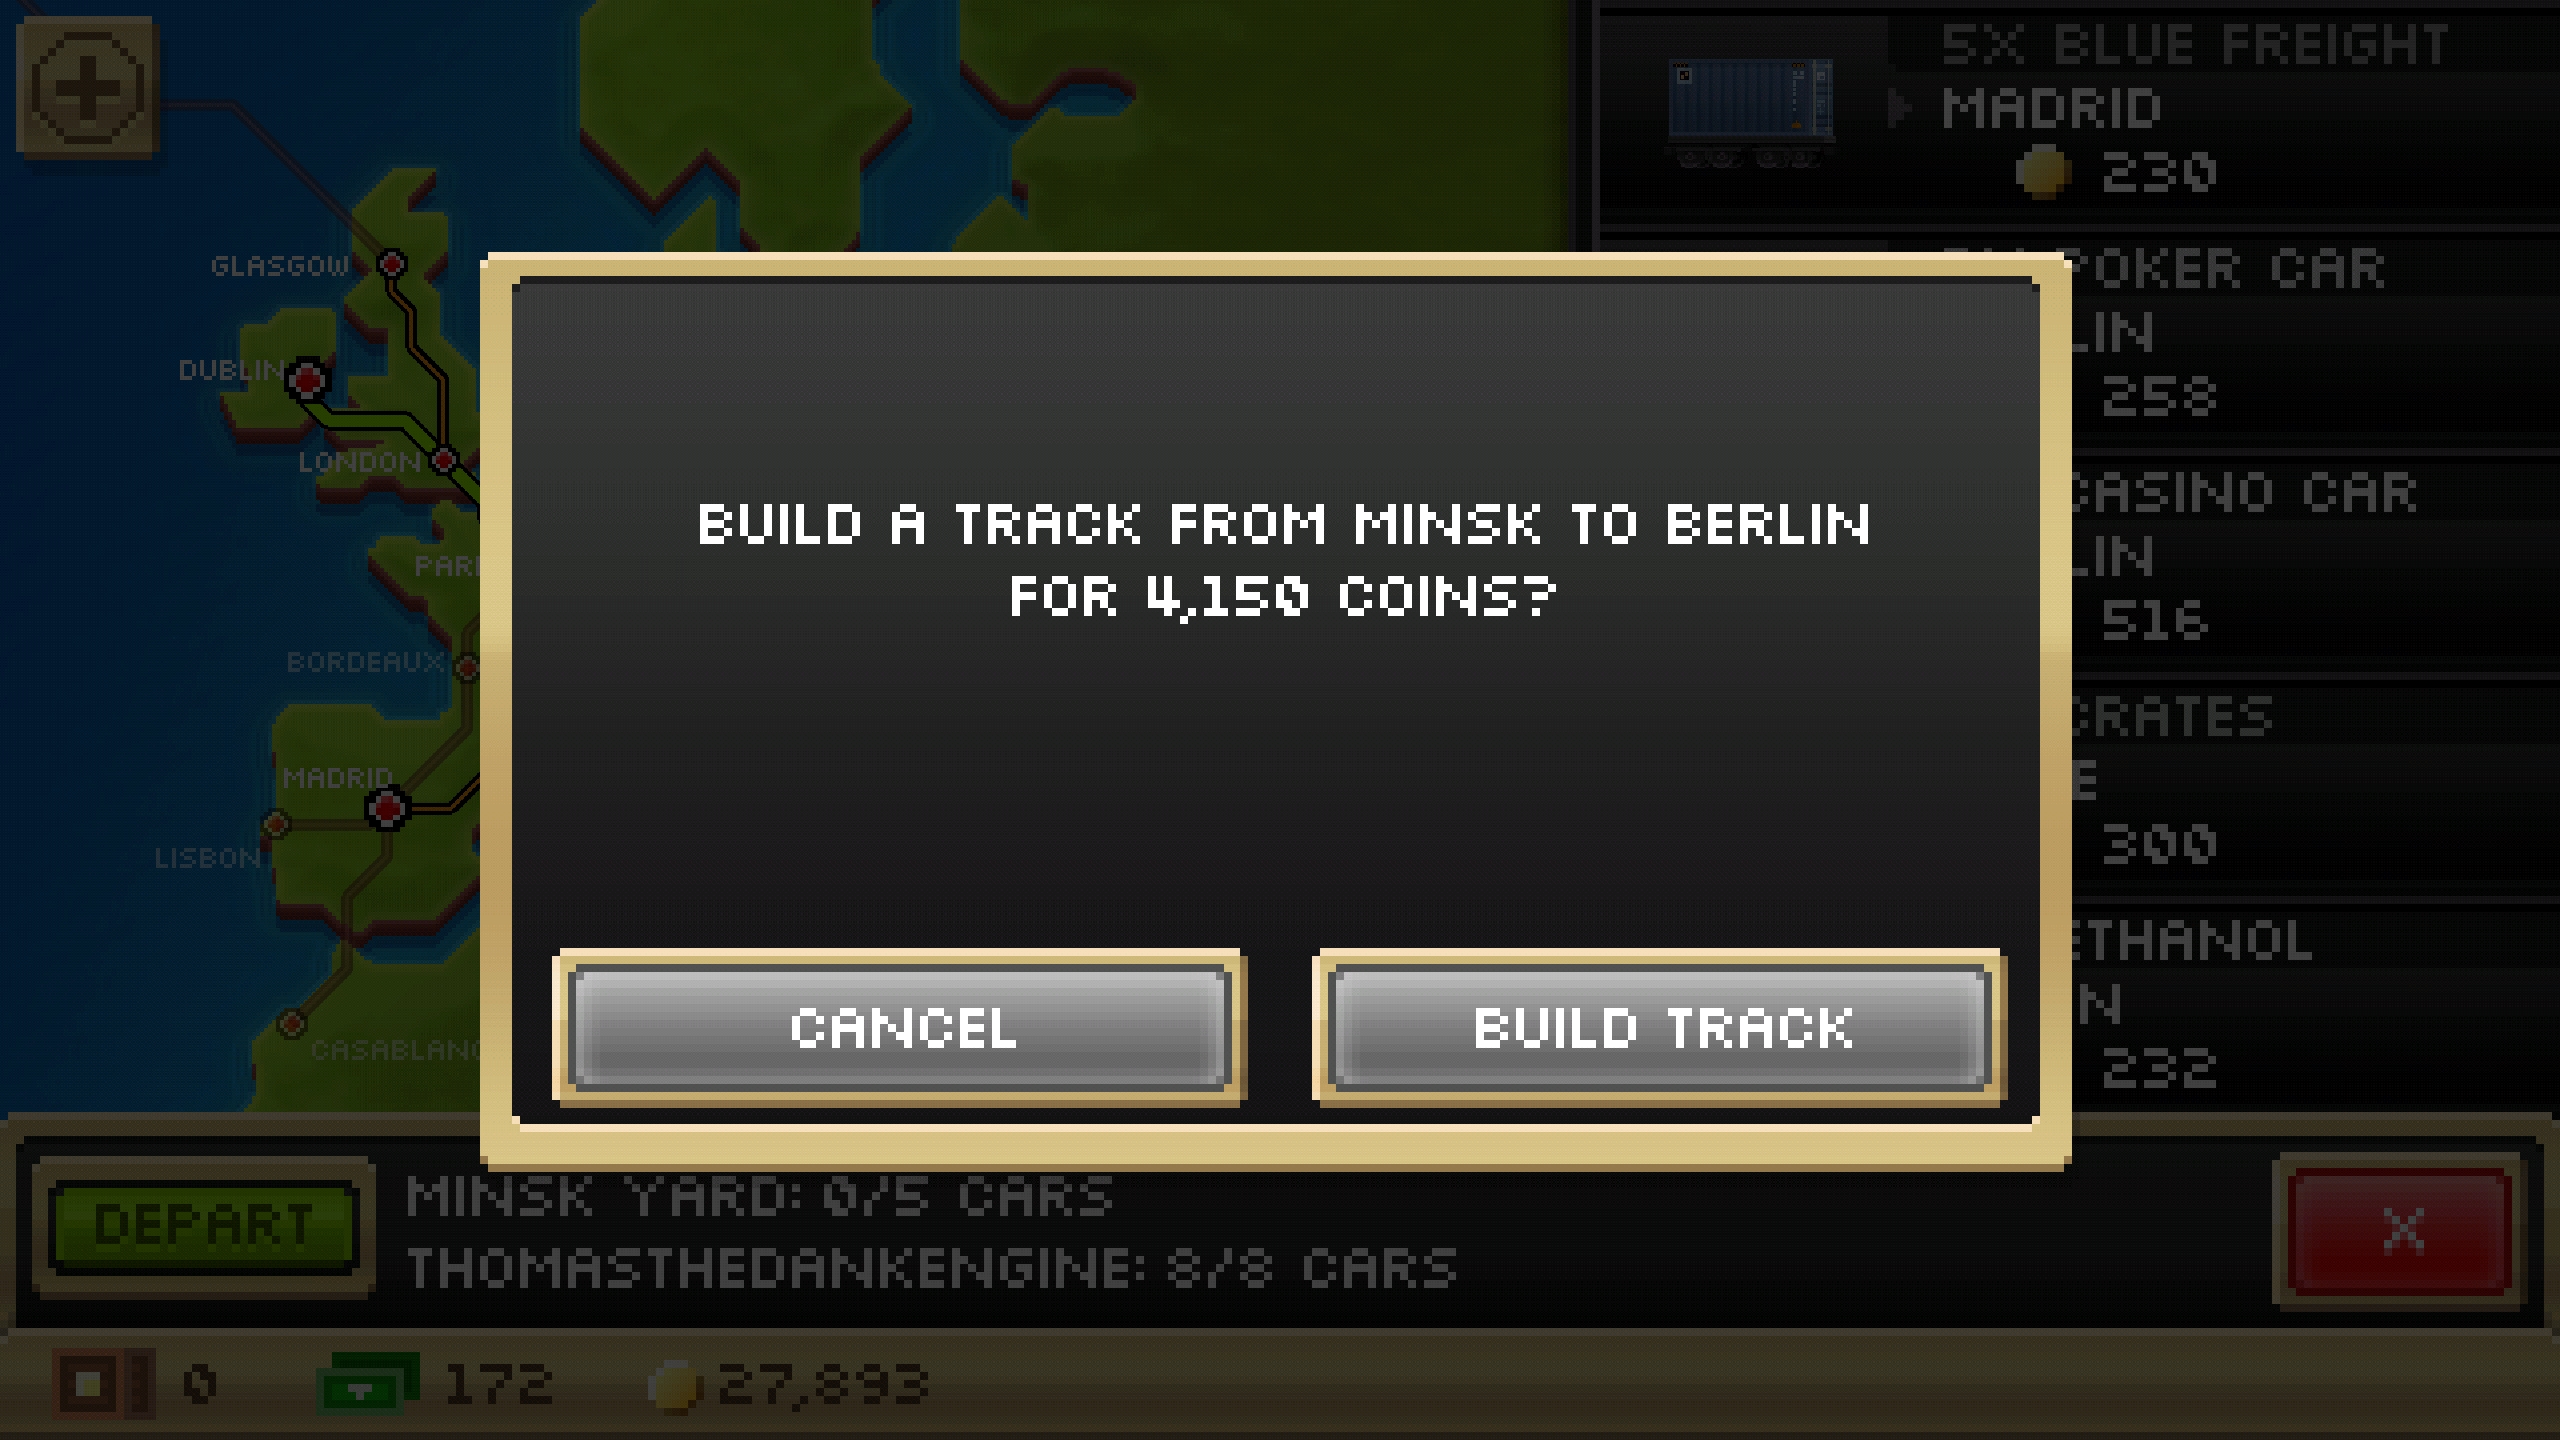 5X BLUE FREIGHT
MADRID
230
POKER CAR
258
CASINO CAR
516
CRATES
300
ETHANOL
232
GLASGOW
DUBLIN
LONDON
BORDEAUX
MADRID
LISBON
BUILD A TRACK FROM MINSK TO BERLIN
FOR 4,150 COINS?
CANCEL
BUILD TRACK
DEPART
MINSK YARD: 0/5 CARS
THOMASTHEDANKENGINE: 8/8 CARS
X
0
172
27,893